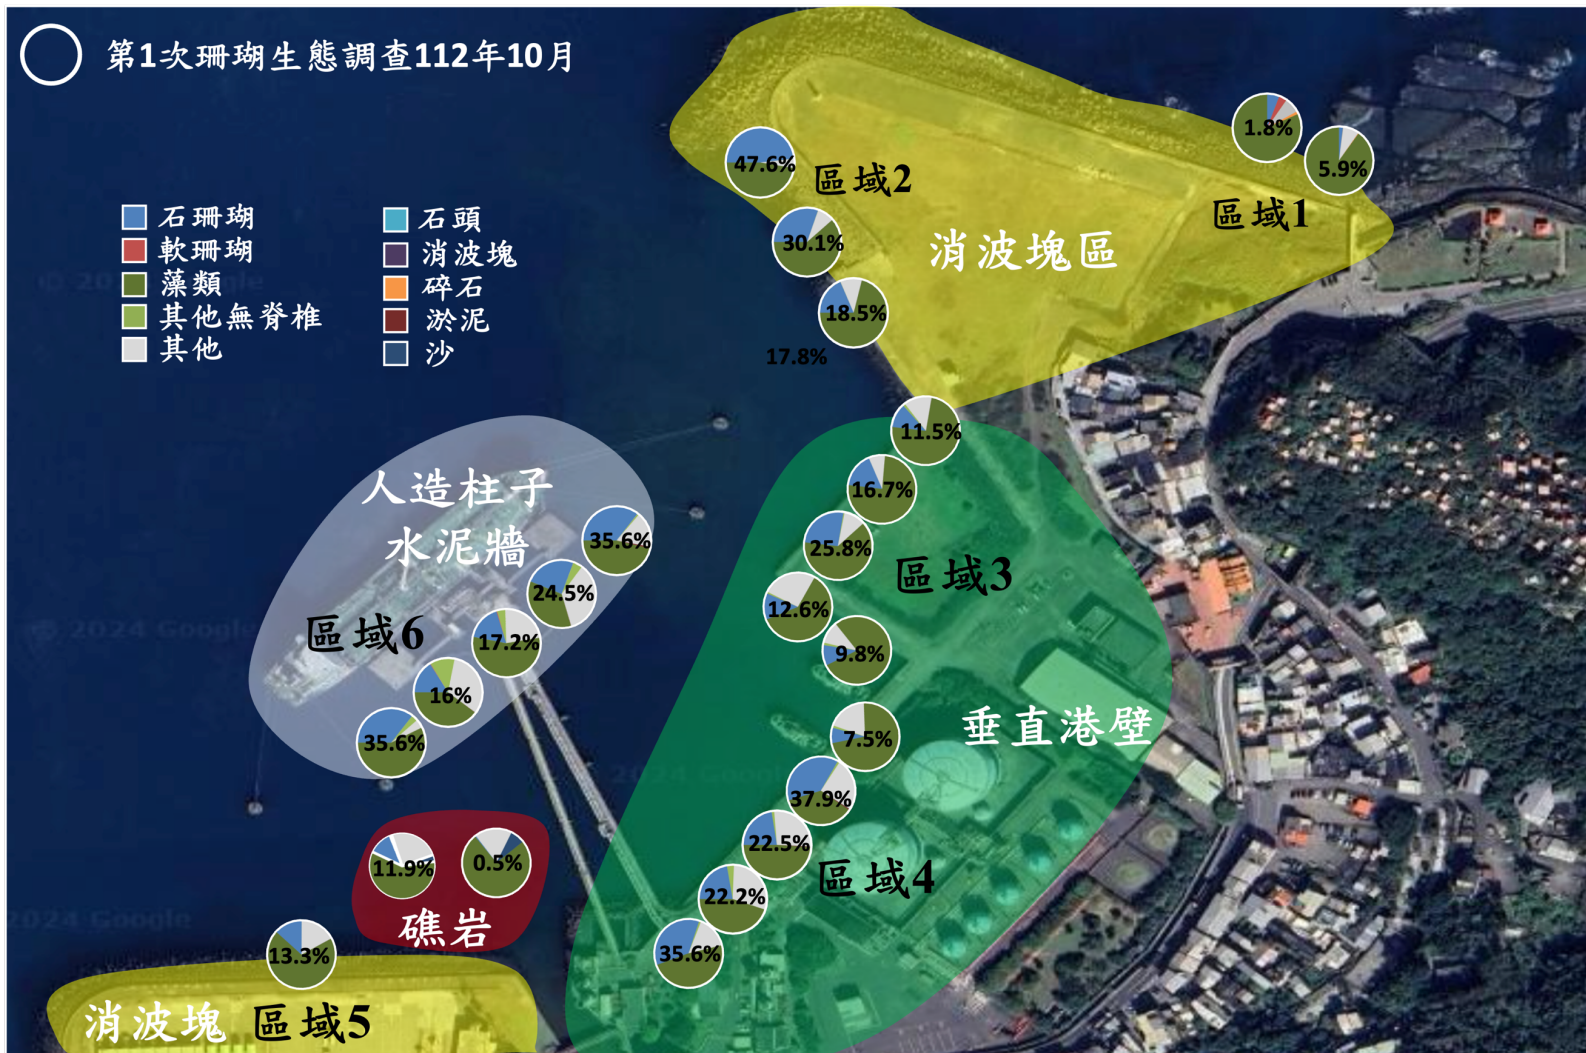 第1次珊瑚生態調查112年10月
石珊瑚
軟珊瑚
藻類
其他無脊椎
其他
石頭
消波塊
碎石
淤泥
沙
1.8%
5.9%
區域1
47.6%
區域2
30.1%
消波塊區
18.5%
17.8%
11.5%
16.7%
25.8%
區域3
12.6%
9.8%
人造柱子
水泥牆
35.6%
24.5%
區域6
17.2%
16%
35.6%
7.5%
垂直港壁
37.9%
22.5%
區域4
22.2%
35.6%
11.9%
0.5%
礁岩
13.3%
消波塊 區域5
© 2024 Google
2024 Google
2024 Google